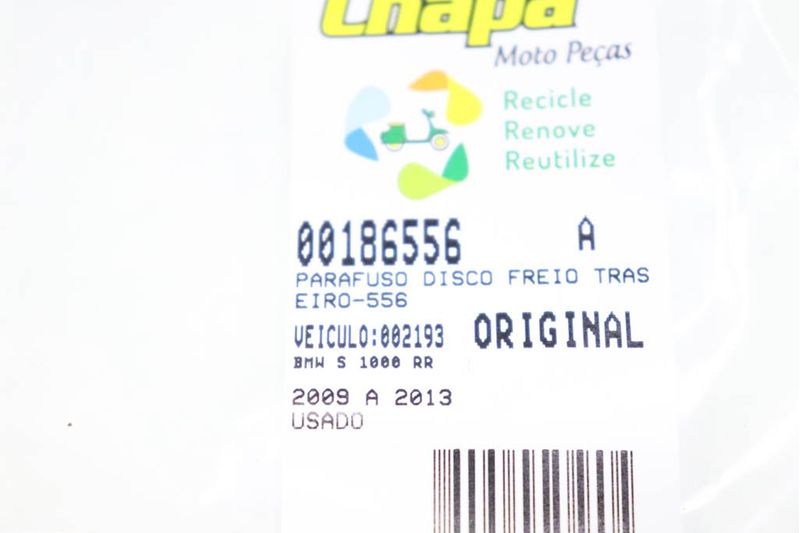 Chapa
Moto Peças
Recicle
Renove
Reutilize
00186556 A
PARAFUSO DISCO FREIO TRAS
EIRO-556
VEICULO:002193 ORIGINAL
BMW S 1000 RR
2009 A 2013
USADO